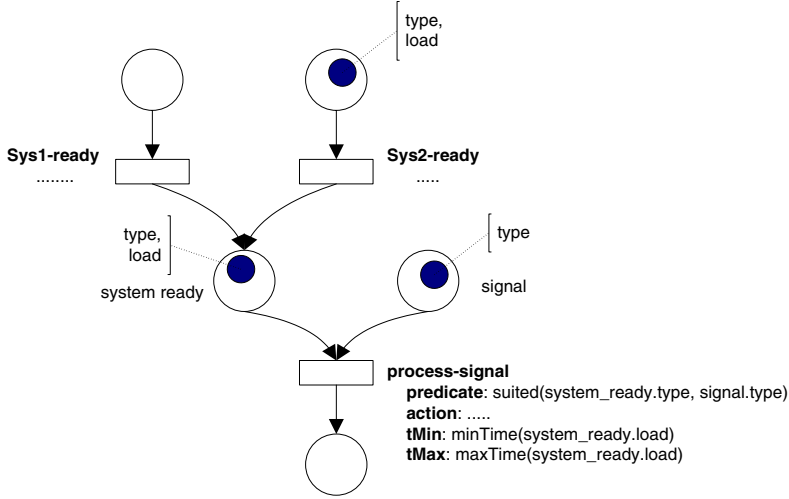 type,
load
Sys1-ready
........
Sys2-ready
.....
type,
load
type
system ready
signal
process-signal
predicate: suited(system_ready.type, signal.type)
action: .....
tMin: minTime(system_ready.load)
tMax: maxTime(system_ready.load)